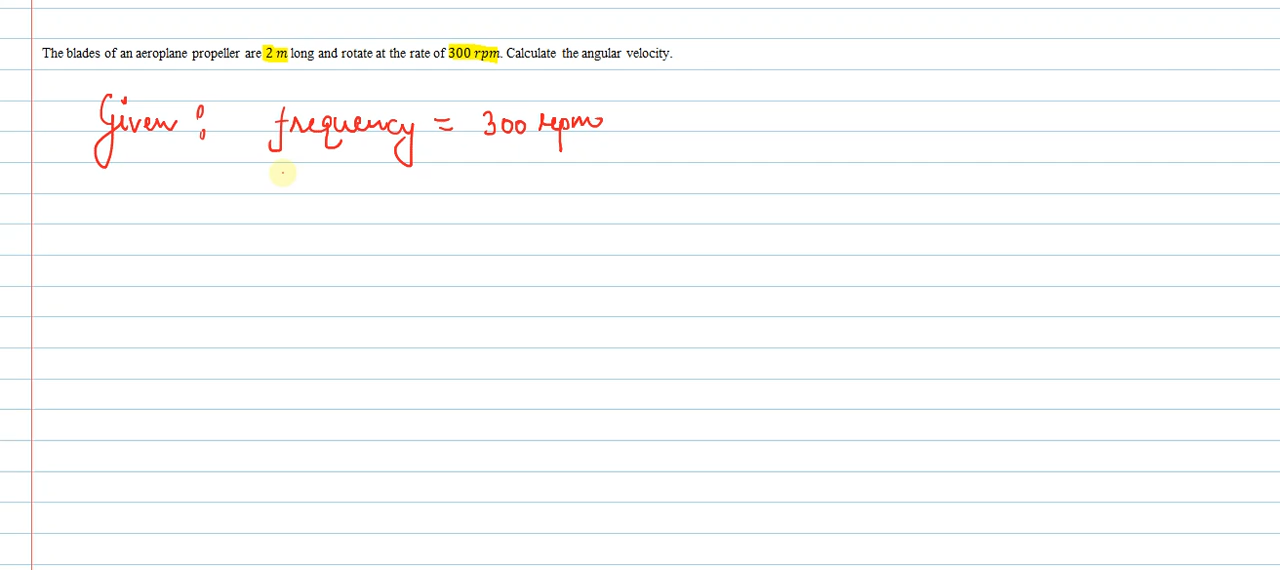 The blades of an aeroplane propeller are 2 m long and rotate at the rate of 300 rpm. Calculate the angular velocity.
Given : frequency = 300 rpm